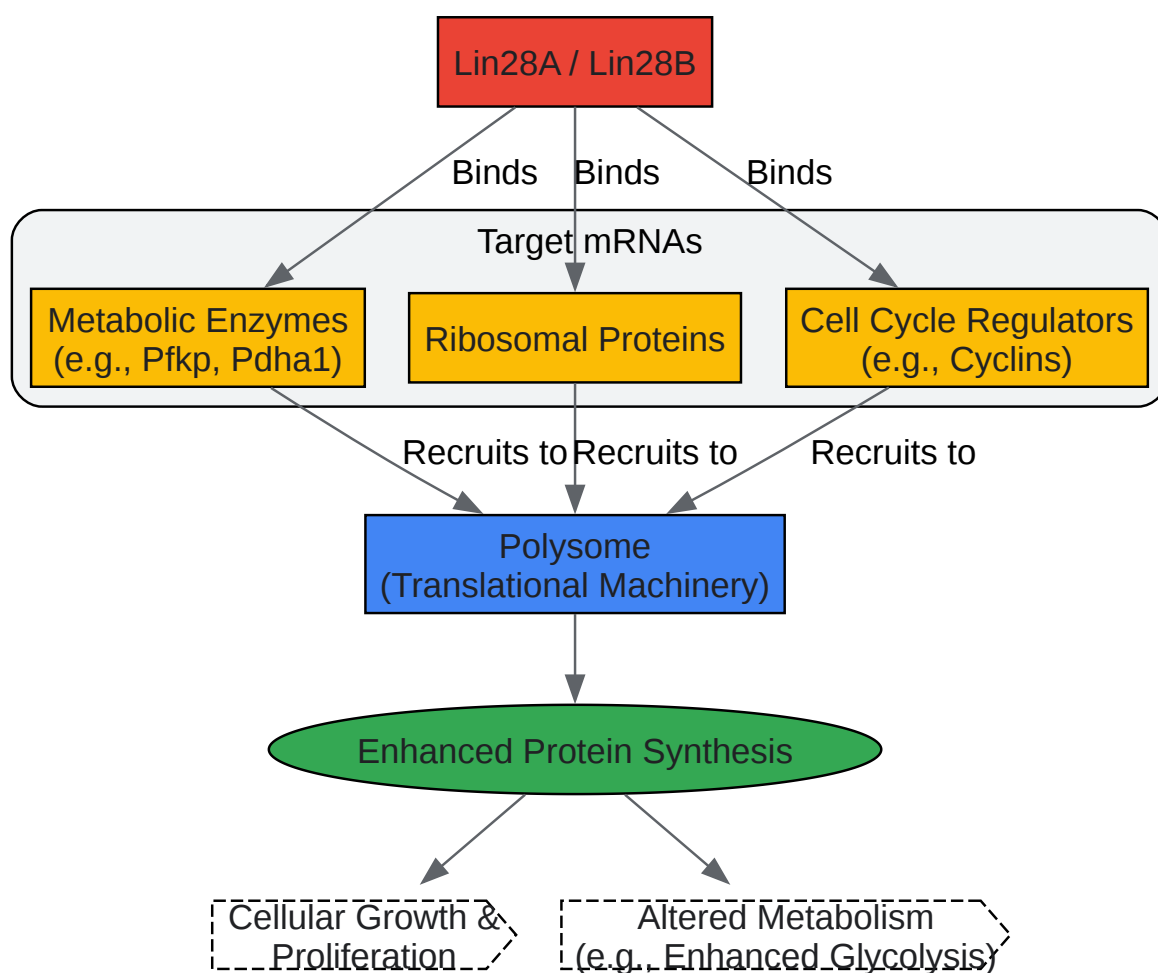 Lin28A / Lin28B
Binds
Binds
Binds
Target mRNAs
Metabolic Enzymes
(e.g., Pfkp, Pdha1)
Ribosomal Proteins
Cell Cycle Regulators
(e.g., Cyclins)
Recruits to
Recruits to
Recruits to
Polysome
(Translational Machinery)
Enhanced Protein Synthesis
Cellular Growth &
Proliferation
Altered Metabolism
(e.g., Enhanced Glycolysis)